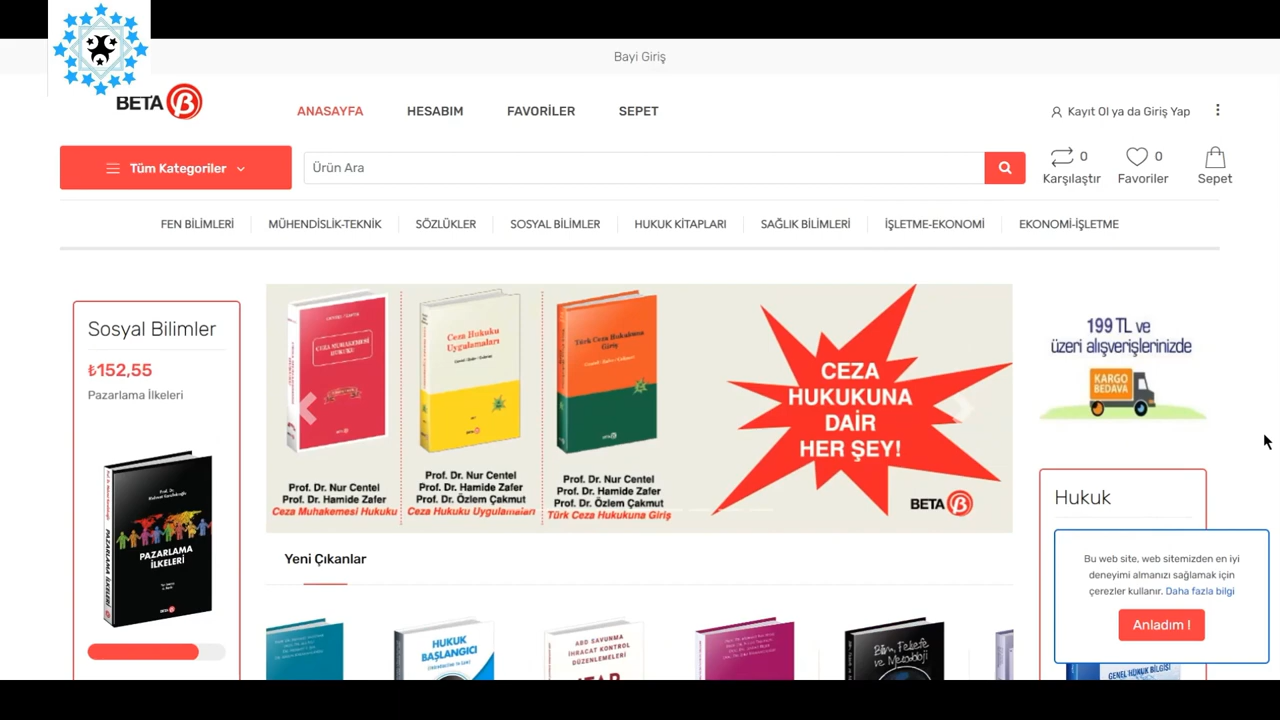 Bayi Giriş
BETA
ANASAYFA
HESABIM
FAVORİLER
SEPET
Kayıt Ol ya da Giriş Yap
Tüm Kategoriler
Ürün Ara
0
Karşılaştır
0
Favoriler
Sepet
FEN BİLİMLERİ
MÜHENDİSLİK-TEKNİK
SÖZLÜKLER
SOSYAL BİLİMLER
HUKUK KİTAPLARI
SAĞLIK BİLİMLERİ
İŞLETME-EKONOMİ
EKONOMİ-İŞLETME
Sosyal Bilimler
₺152,55
Pazarlama İlkeleri
PAZARLAMA İLKELERİ
PAZARLAMA
İLKELERİ
BETA
CEZA MUHAKEMESİ
HUKUKU
Prof. Dr. Nur Centel
Prof. Dr. Hamide Zafer
Ceza Muhakemesi Hukuku
Ceza Hukuku
Uygulamaları
Prof. Dr. Nur Centel
Prof. Dr. Hamide Zafer
Prof. Dr. Özlem Çakmut
Ceza Hukuku Uygulamaları
Türk Ceza Hukukuna
Giriş
Prof. Dr. Nur Centel
Prof. Dr. Hamide Zafer
Prof. Dr. Özlem Çakmut
Türk Ceza Hukukuna Giriş
CEZA
HUKUKUNA
DAİR
HER ŞEY!
BETA
199 TL ve
üzeri alışverişlerinizde
KARGO
BEDAVA
Yeni Çıkanlar
HUKUK
BAŞLANGICI
ABD SAVUNMA
İHRACAT KONTROL
DÜZENLEMELERİ
Bilim, Felsefe
ve Metodoloji
Hukuk
Bu web site, web sitemizden en iyi
deneyimi almanızı sağlamak için
çerezler kullanır. Daha fazla bilgi
Anladım !
GENEL HUKUK BİLGİSİ